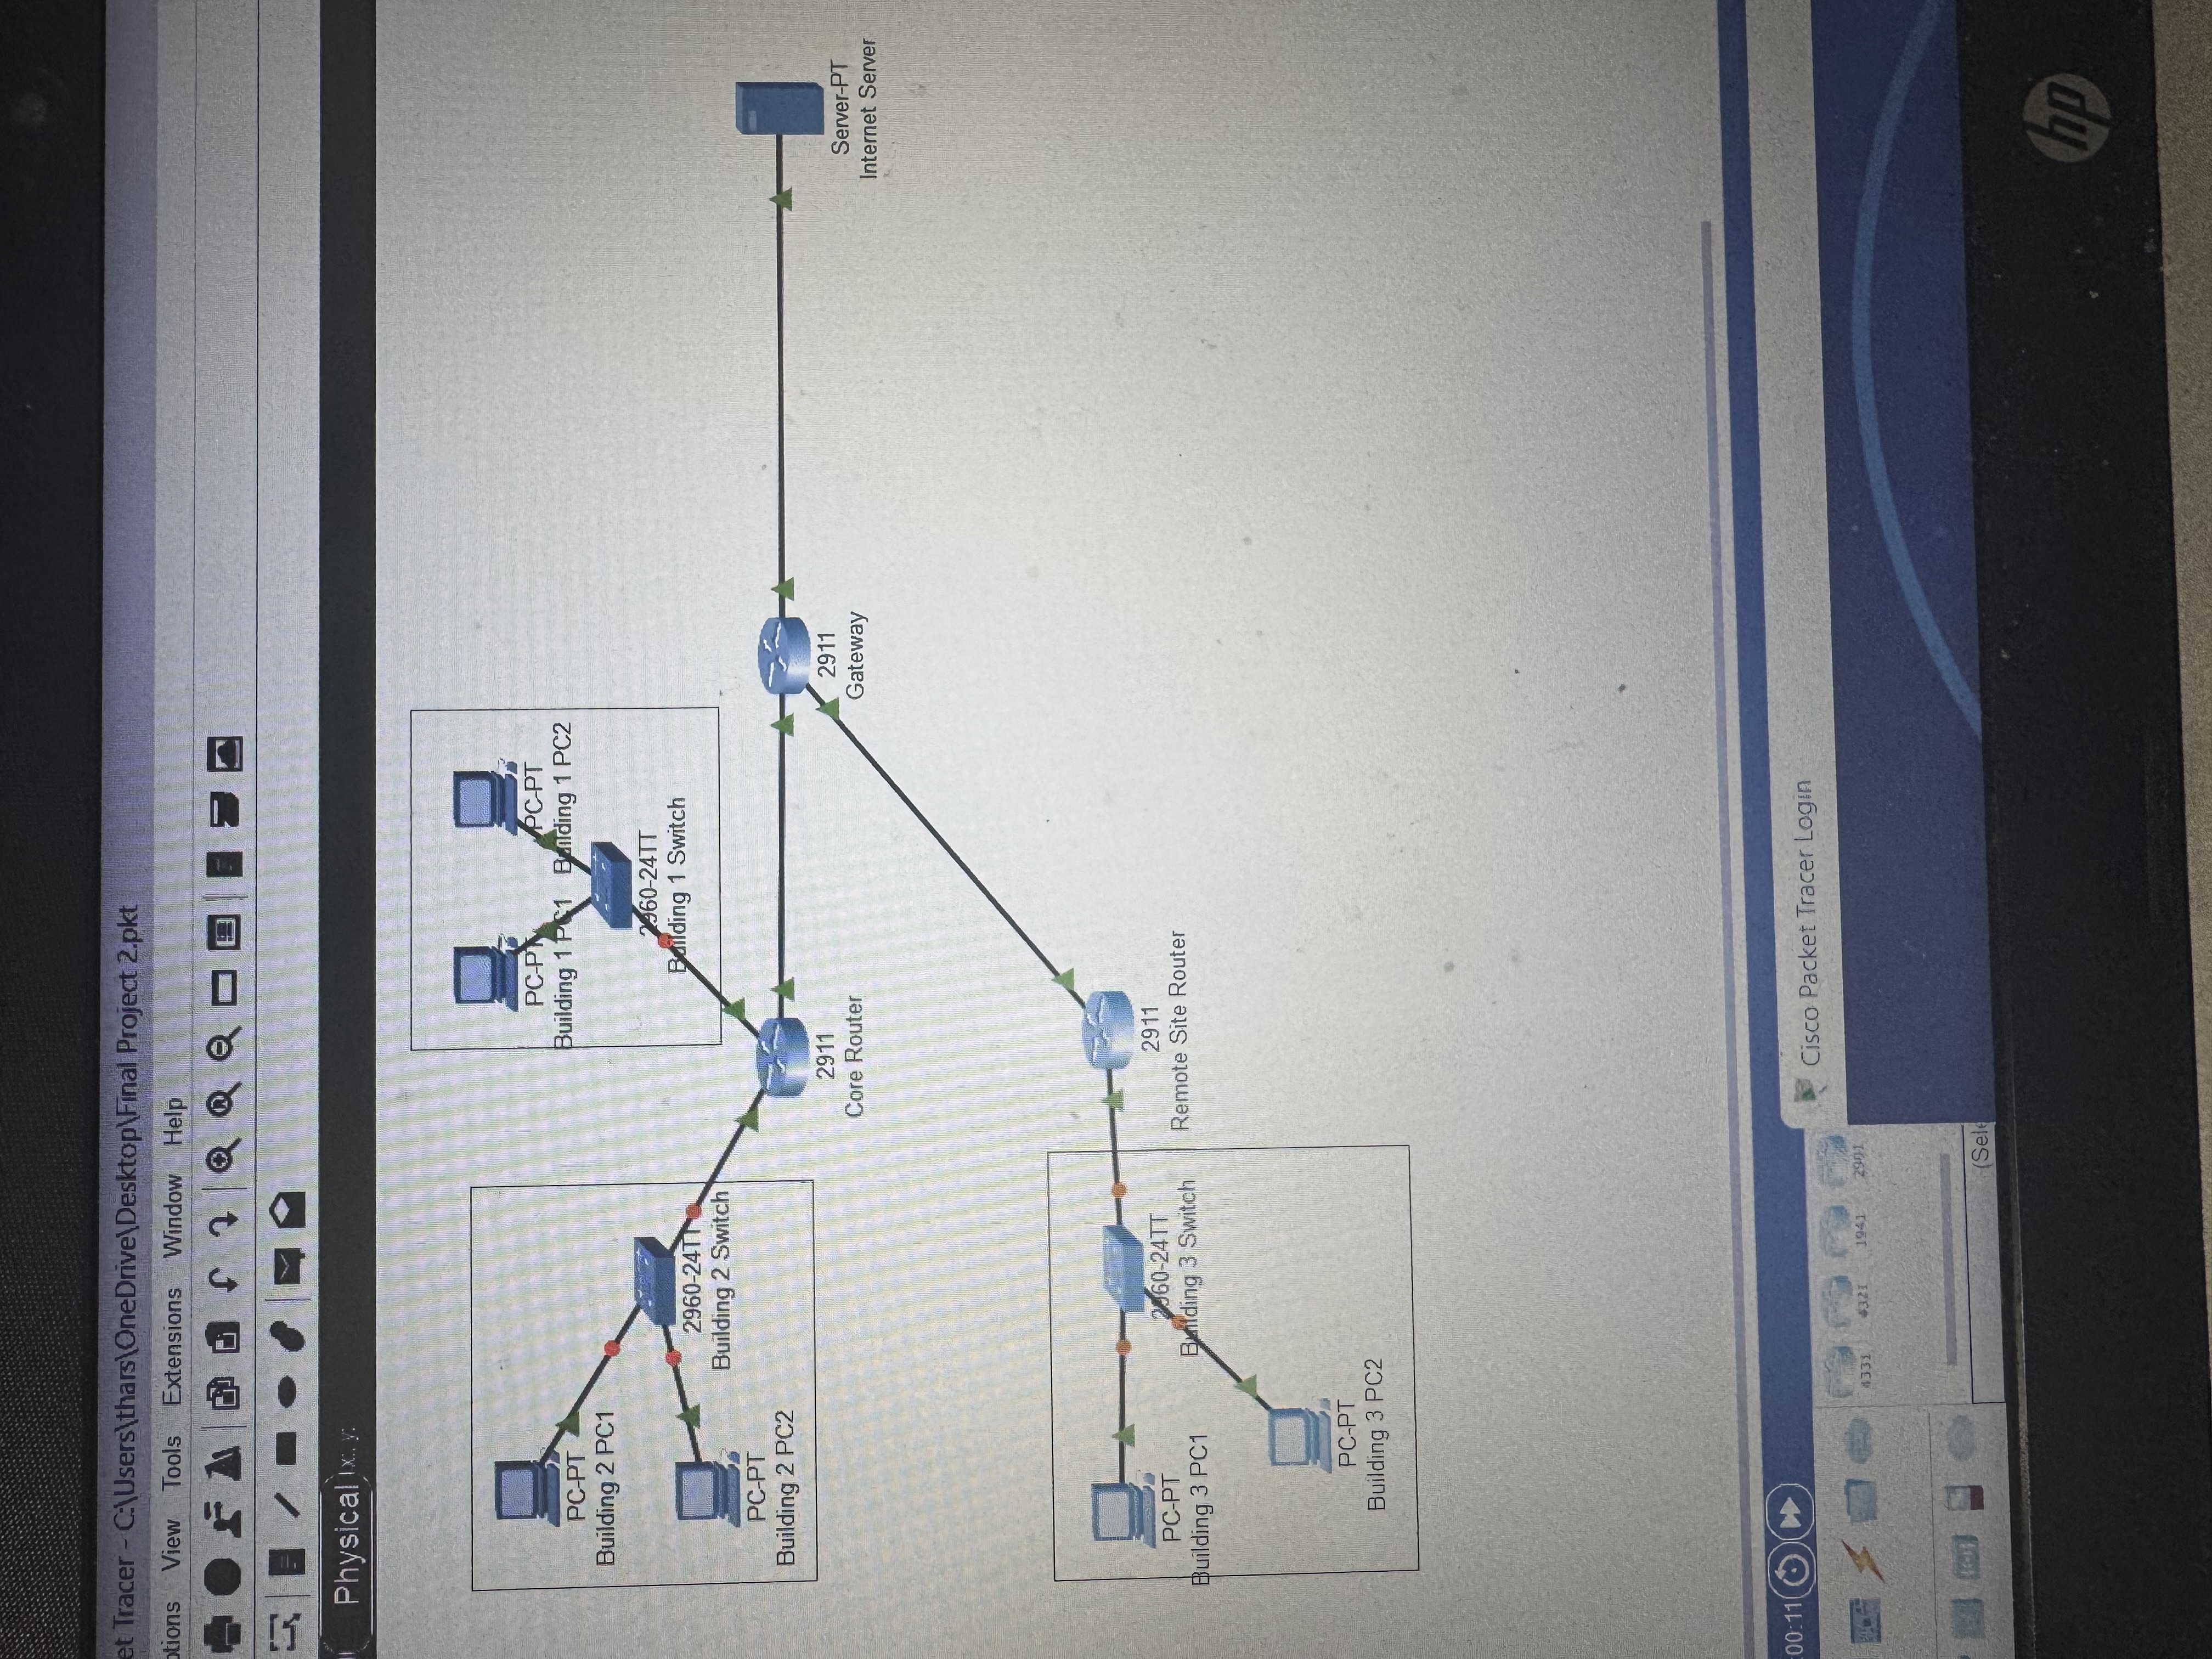 et Tracer - C:\Users\thars\OneDrive\Desktop\Final Project 2.pkt
ptions View Tools Extensions Window Help
Physical x:, y:
PC-PT
Building 1 PC1
PC-PT
Building 1 PC2
2960-24TT
Building 1 Switch
PC-PT
Building 2 PC1
2960-24TT
Building 2 Switch
PC-PT
Building 2 PC2
2911
Core Router
2911
Gateway
Server-PT
Internet Server
PC-PT
Building 3 PC1
2960-24TT
Building 3 Switch
2911
Remote Site Router
PC-PT
Building 3 PC2
:00:11
Cisco Packet Tracer Login
4331 4321 1941 2901
(Sele
hp